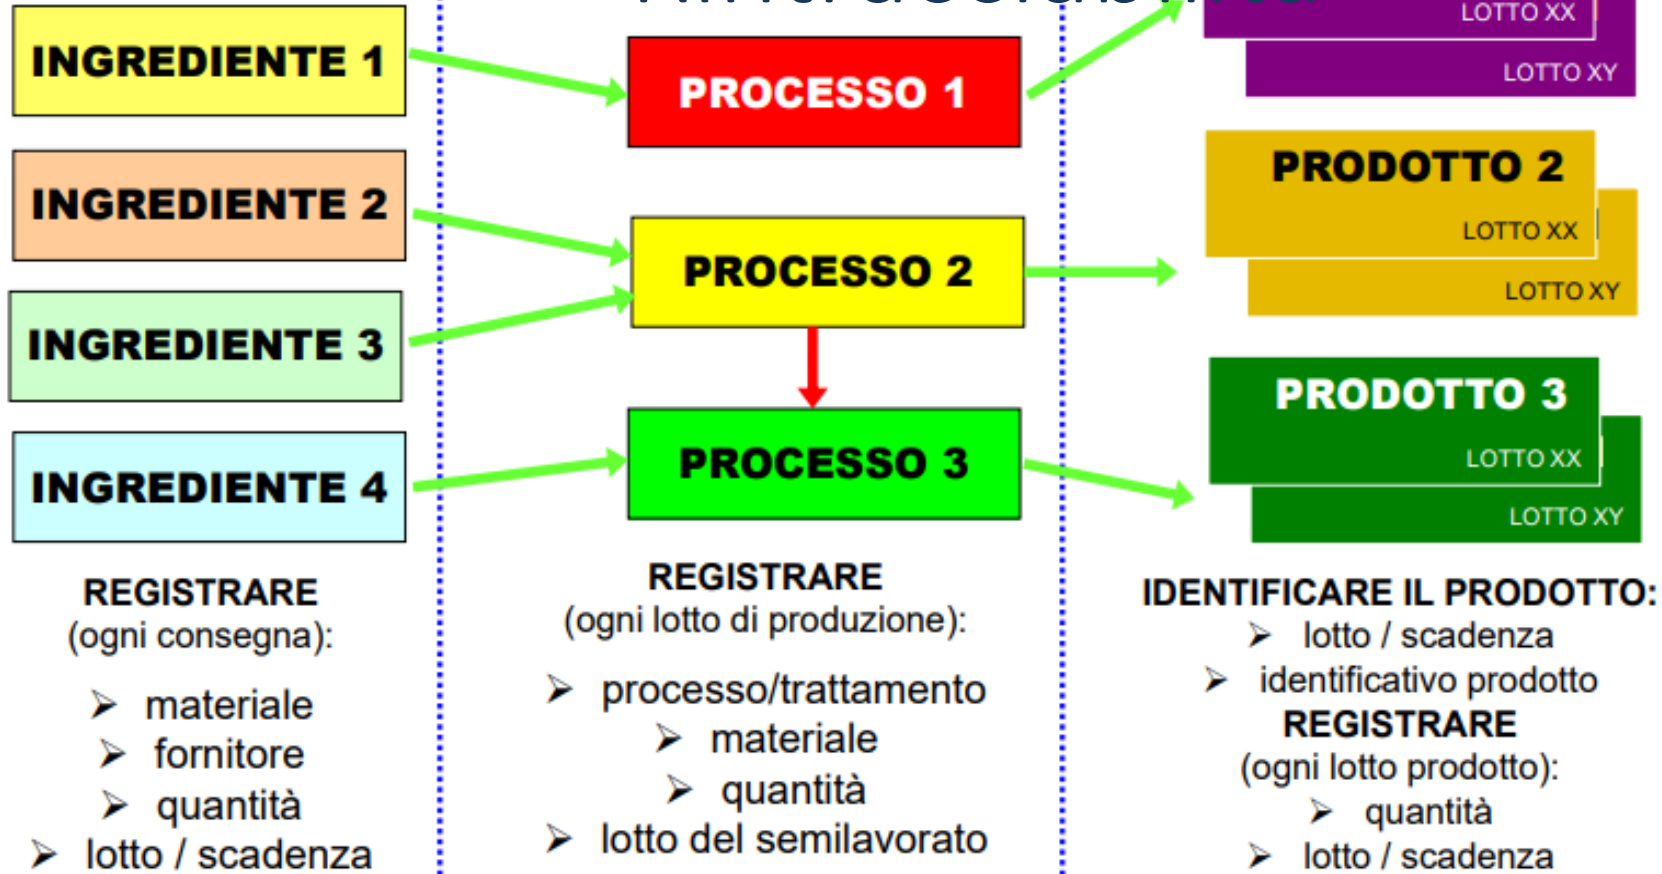 INGREDIENTE 1
INGREDIENTE 2
INGREDIENTE 3
INGREDIENTE 4
REGISTRARE
(ogni consegna):
➢ materiale
➢ fornitore
➢ quantità
➢ lotto / scadenza
PROCESSO 1
PROCESSO 2
PROCESSO 3
REGISTRARE
(ogni lotto di produzione):
➢ processo/trattamento
➢ materiale
➢ quantità
➢ lotto del semilavorato
LOTTO XX
LOTTO XY
PRODOTTO 2
LOTTO XX
LOTTO XY
PRODOTTO 3
LOTTO XX
LOTTO XY
IDENTIFICARE IL PRODOTTO:
➢ lotto / scadenza
➢ identificativo prodotto
REGISTRARE
(ogni lotto prodotto):
➢ quantità
➢ lotto / scadenza